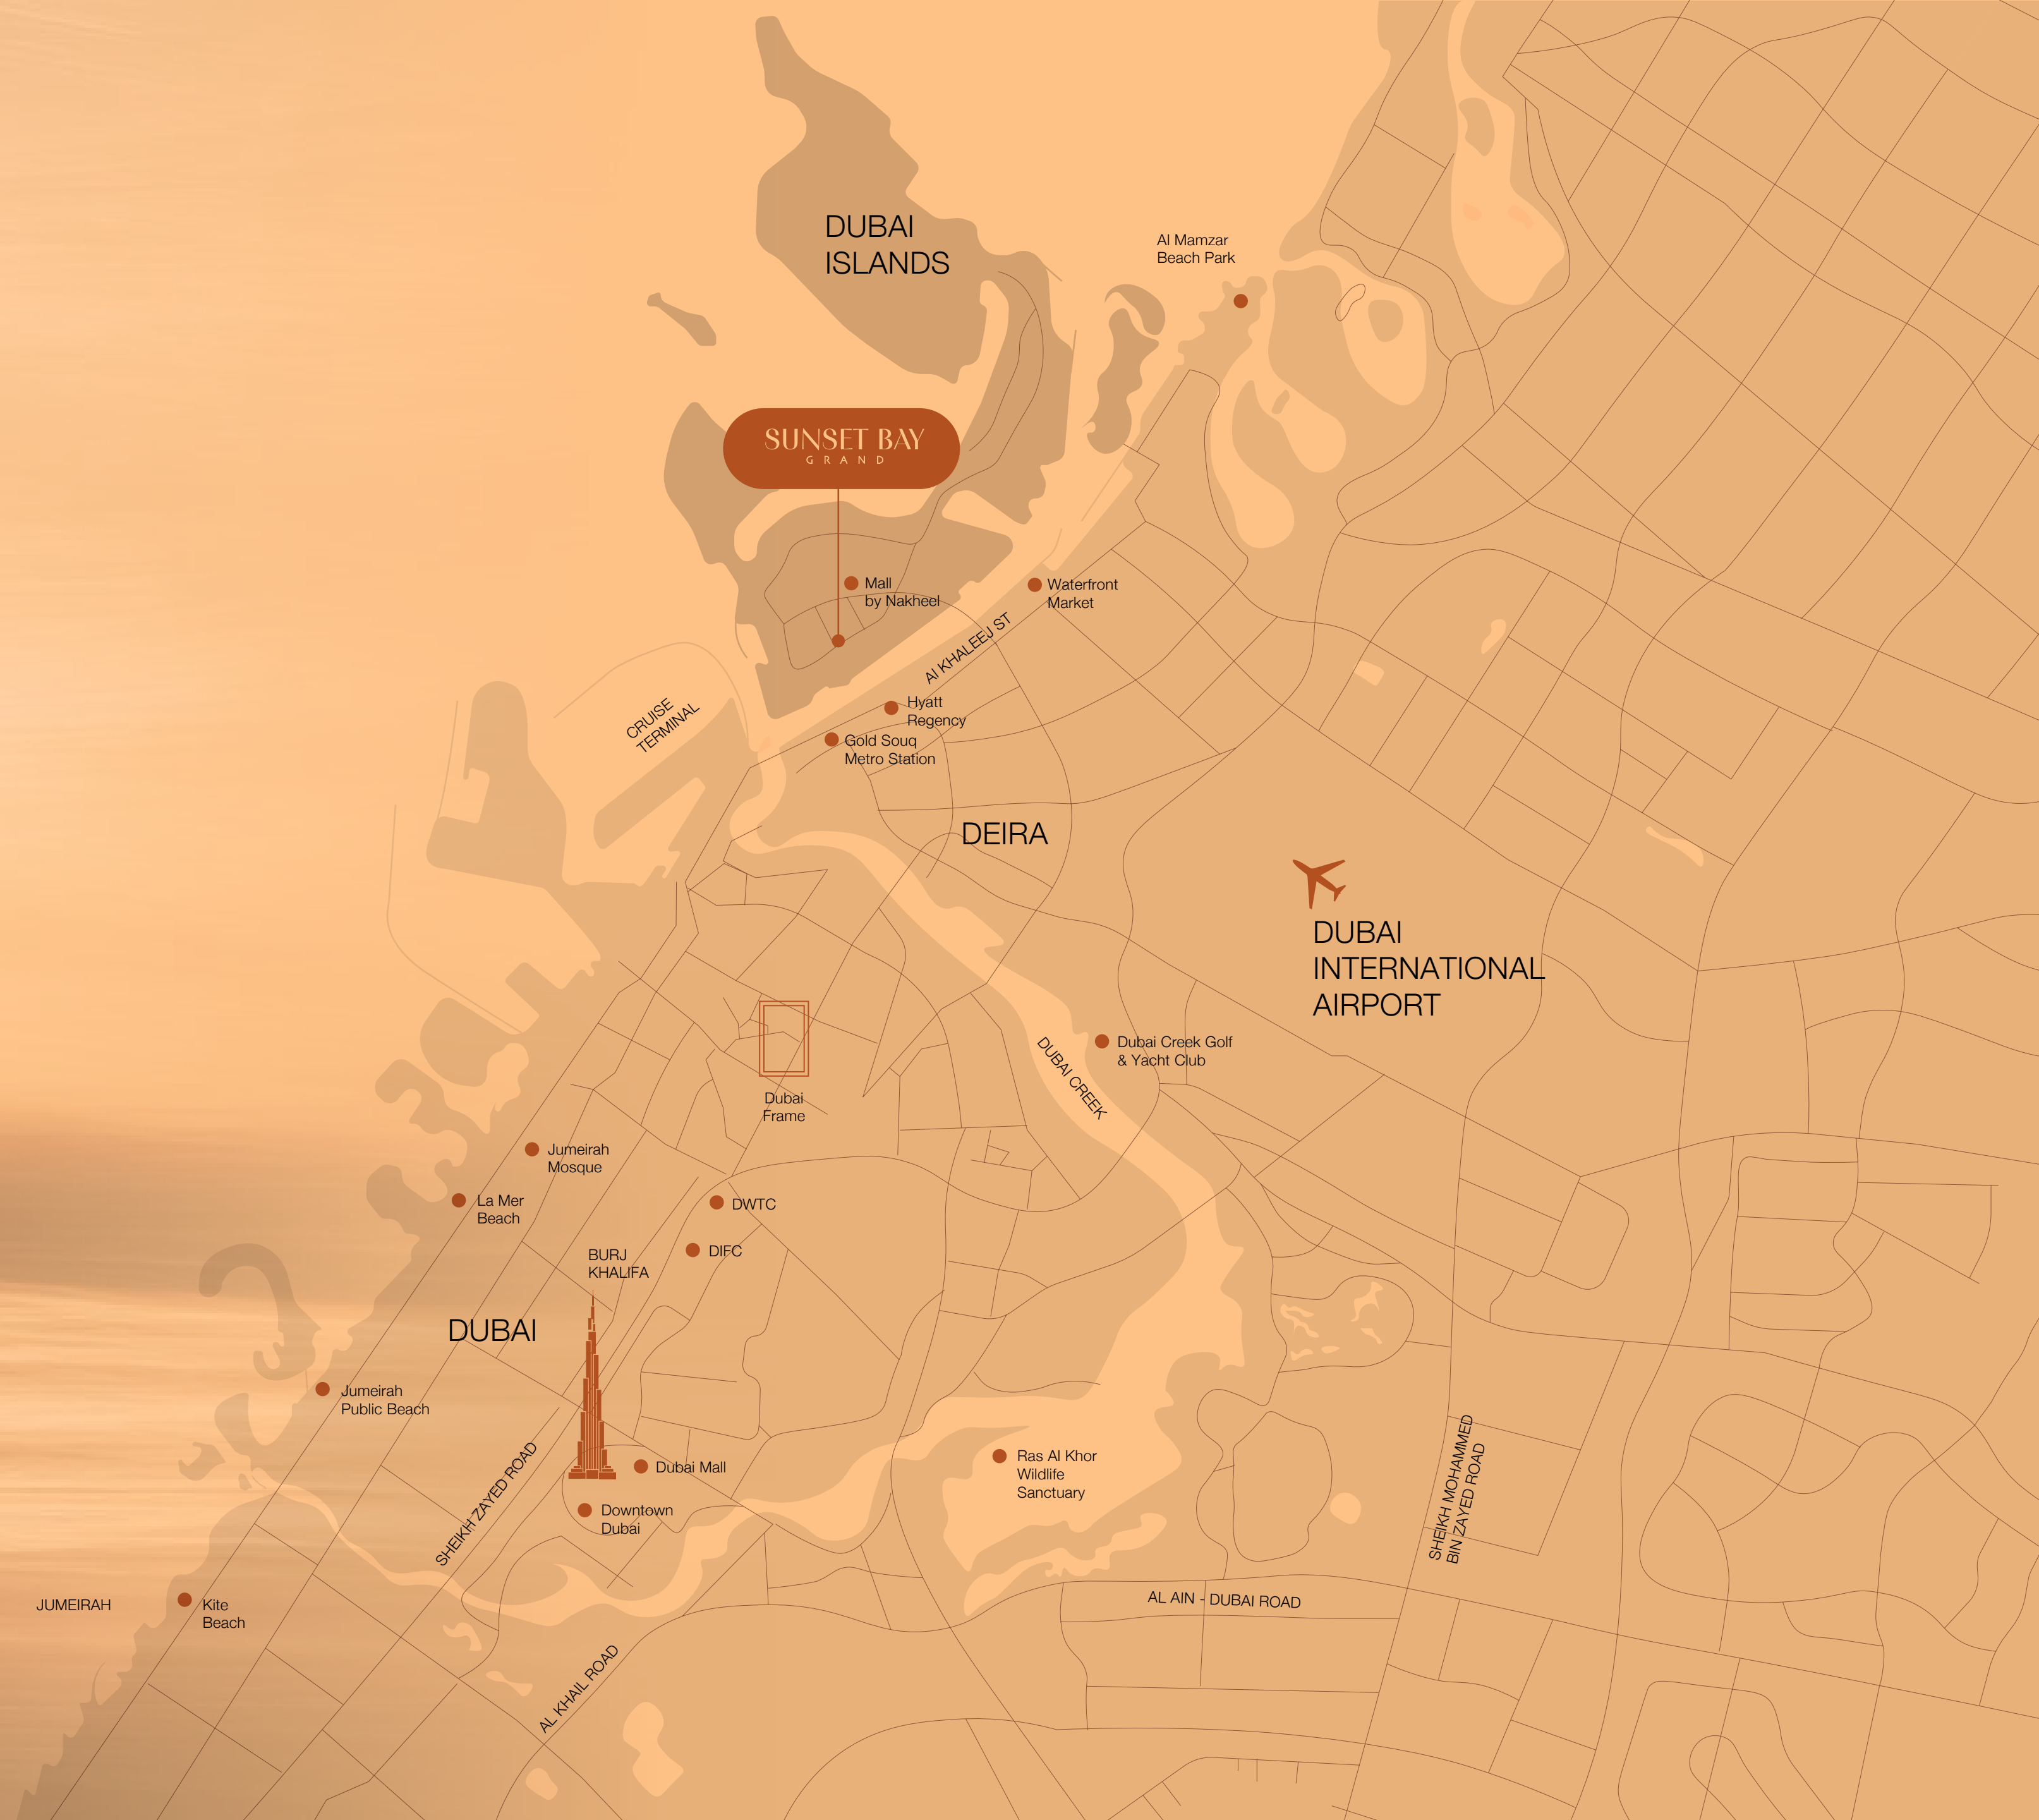 DUBAI
ISLANDS
Al Mamzar
Beach Park
SUNSET BAY
GRAND
Mall
by Nakheel
Waterfront
Market
Al KHALEEJ ST
CRUISE
TERMINAL
Hyatt
Regency
Gold Souq
Metro Station
DEIRA
DUBAI
INTERNATIONAL
AIRPORT
Dubai Creek Golf
& Yacht Club
DUBAI CREEK
Dubai
Frame
Jumeirah
Mosque
La Mer
Beach
DWTC
DIFC
BURJ
KHALIFA
DUBAI
Jumeirah
Public Beach
SHEIKH ZAYED ROAD
Dubai Mall
Downtown
Dubai
Ras Al Khor
Wildlife
Sanctuary
SHEIKH MOHAMMED
BIN ZAYED ROAD
JUMEIRAH
Kite
Beach
AL AIN - DUBAI ROAD
AL KHAIL ROAD